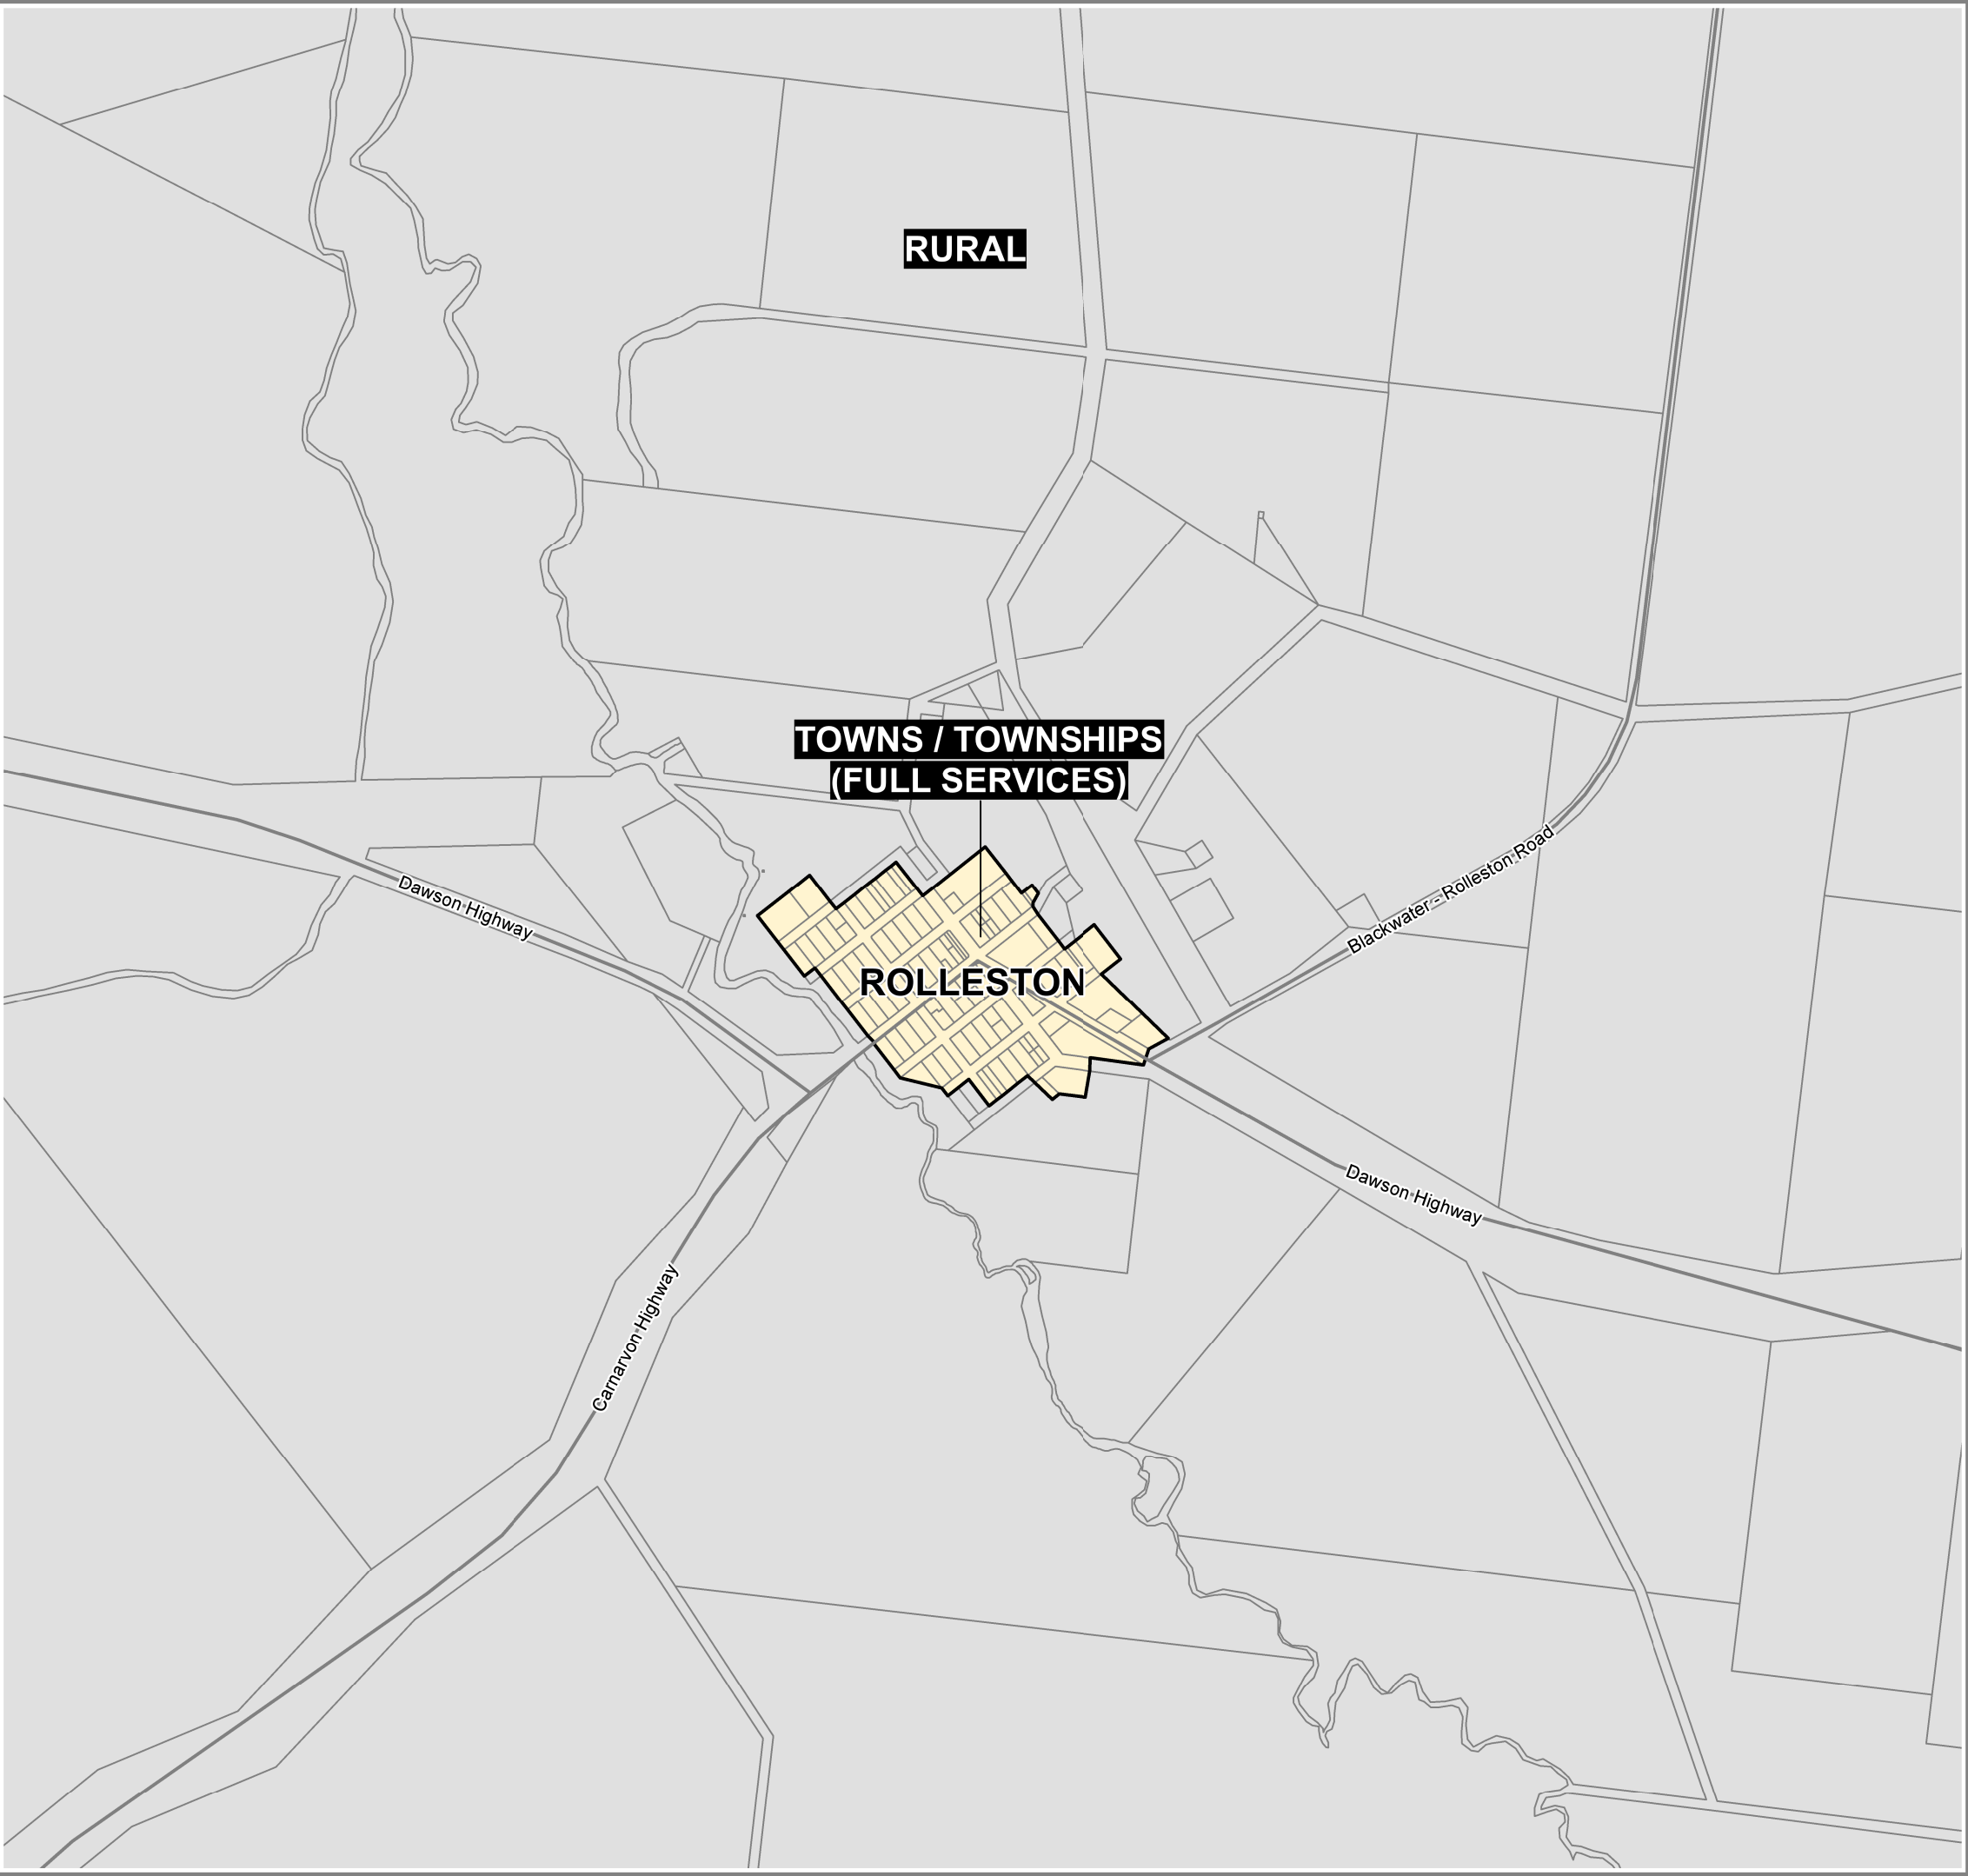 RURAL
TOWNS / TOWNSHIPS
(FULL SERVICES)
Blackwater - Rolleston Road
Dawson Highway
ROLLESTON
Dawson Highway
Carnarvon Highway